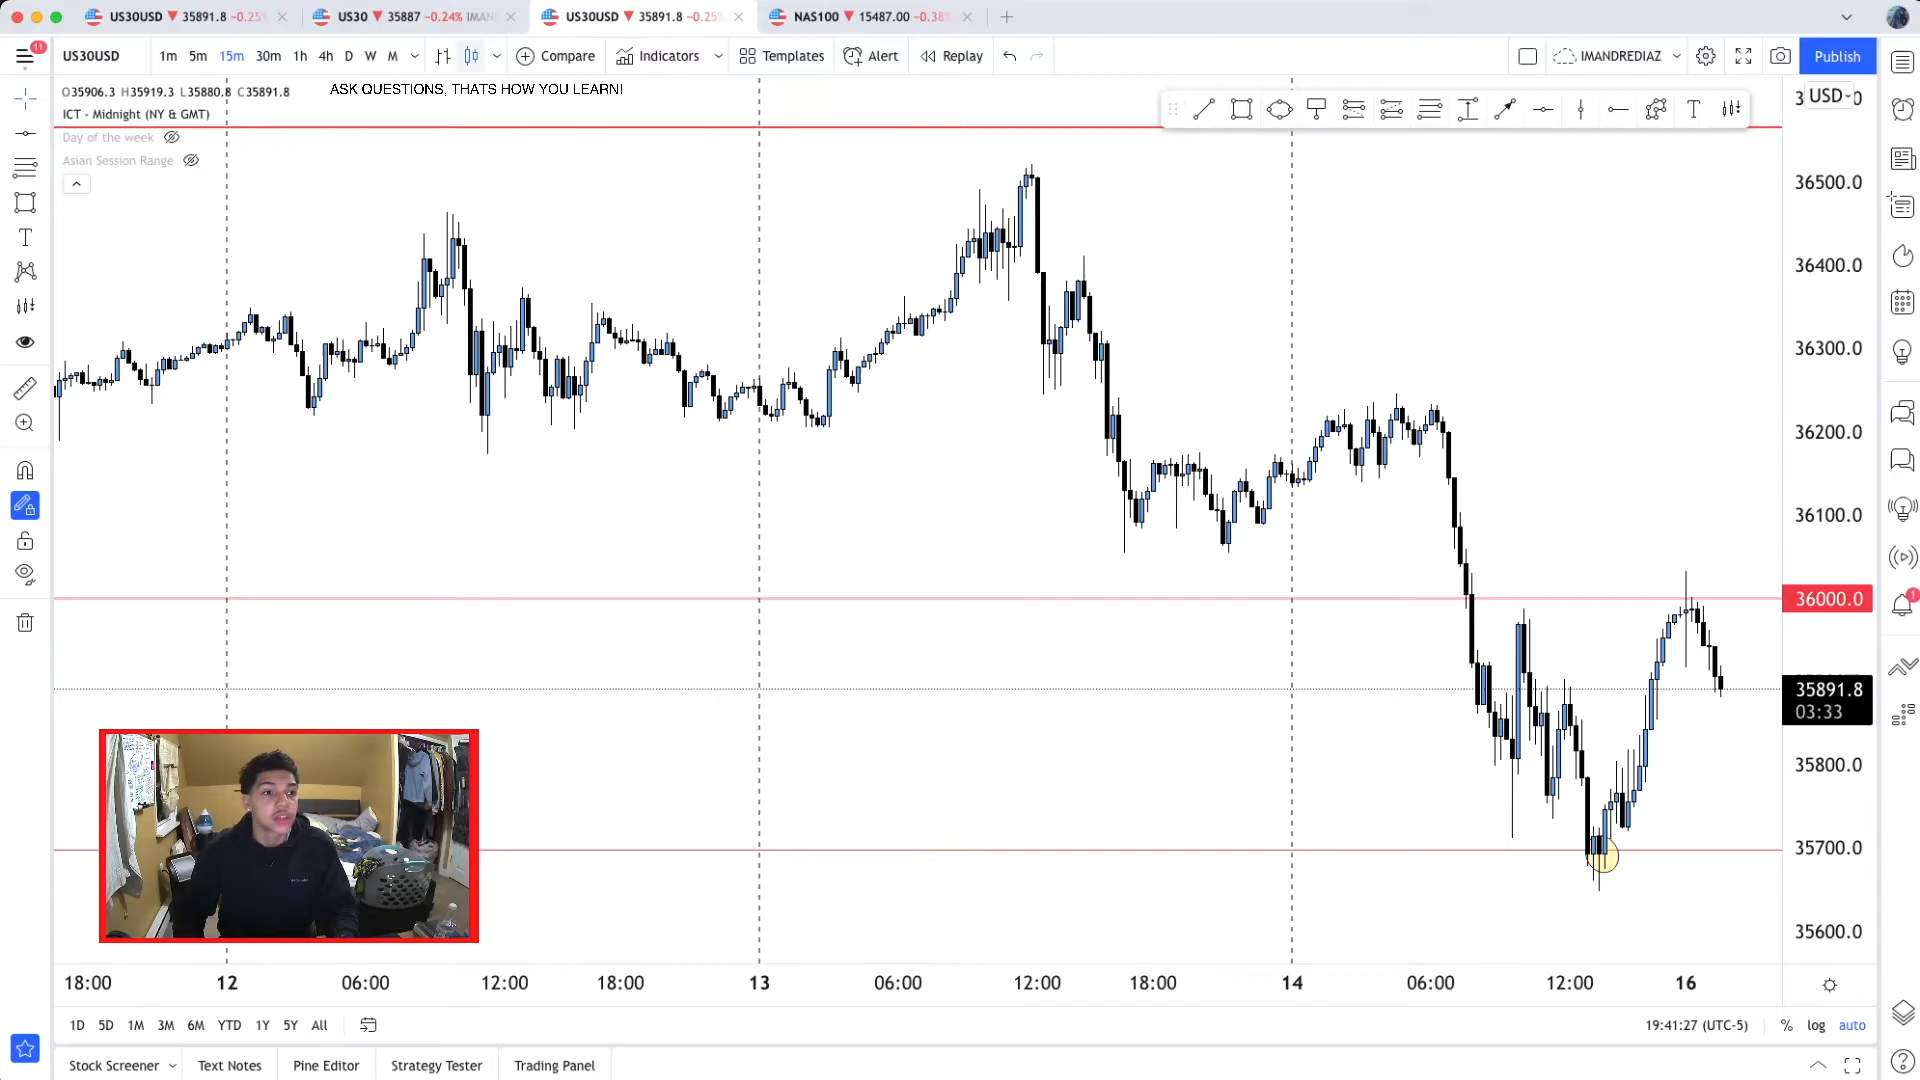 US30USD ▼ 35891.8 -0.25%
US30 ▼ 35887 -0.24% IMAN
US30USD ▼ 35891.8 -0.25%
NAS100 ▼ 15487.00 -0.38%
11
US30USD
1m 5m 15m 30m 1h 4h D W M
Compare
Indicators
Templates
Alert
Replay
IMANDREDIAZ
Publish
O35906.3 H35919.3 L35880.8 C35891.8
ASK QUESTIONS, THATS HOW YOU LEARN!
ICT - Midnight (NY & GMT)
Day of the week
Asian Session Range
USD
36500.0
36400.0
36300.0
36200.0
36100.0
36000.0
35891.8
03:33
35800.0
35700.0
35600.0
1
18:00 12 06:00 12:00 18:00 13 06:00 12:00 18:00 14 06:00 12:00 16
1D 5D 1M 3M 6M YTD 1Y 5Y All
19:41:27 (UTC-5) % log auto
Stock Screener Text Notes Pine Editor Strategy Tester Trading Panel